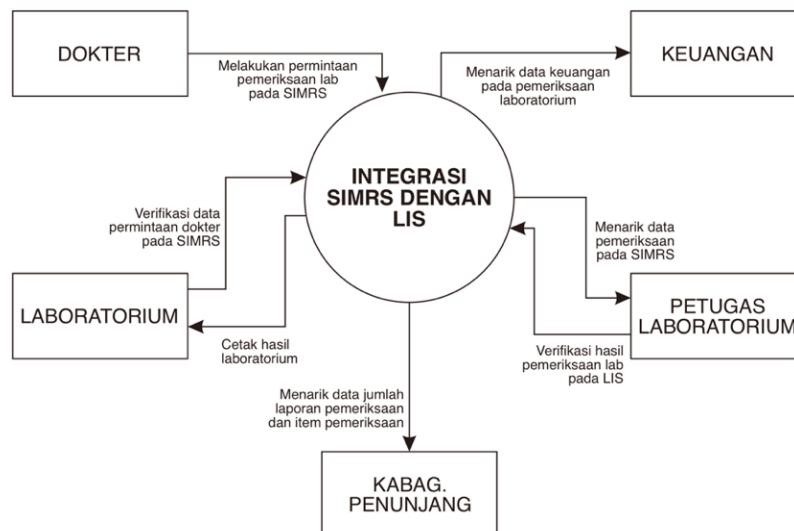 DOKTER
Melakukan permintaan
pemeriksaan lab
pada SIMRS
KEUANGAN
Menarik data keuangan
pada pemeriksaan
laboratorium
INTEGRASI
SIMRS DENGAN
LIS
Verifikasi data
permintaan dokter
pada SIMRS
Menarik data
pemeriksaan
pada SIMRS
LABORATORIUM
PETUGAS
LABORATORIUM
Cetak hasil
laboratorium
Verifikasi hasil
pemeriksaan lab
pada LIS
Menarik data jumlah
laporan pemeriksaan
dan item pemeriksaan
KABAG.
PENUNJANG